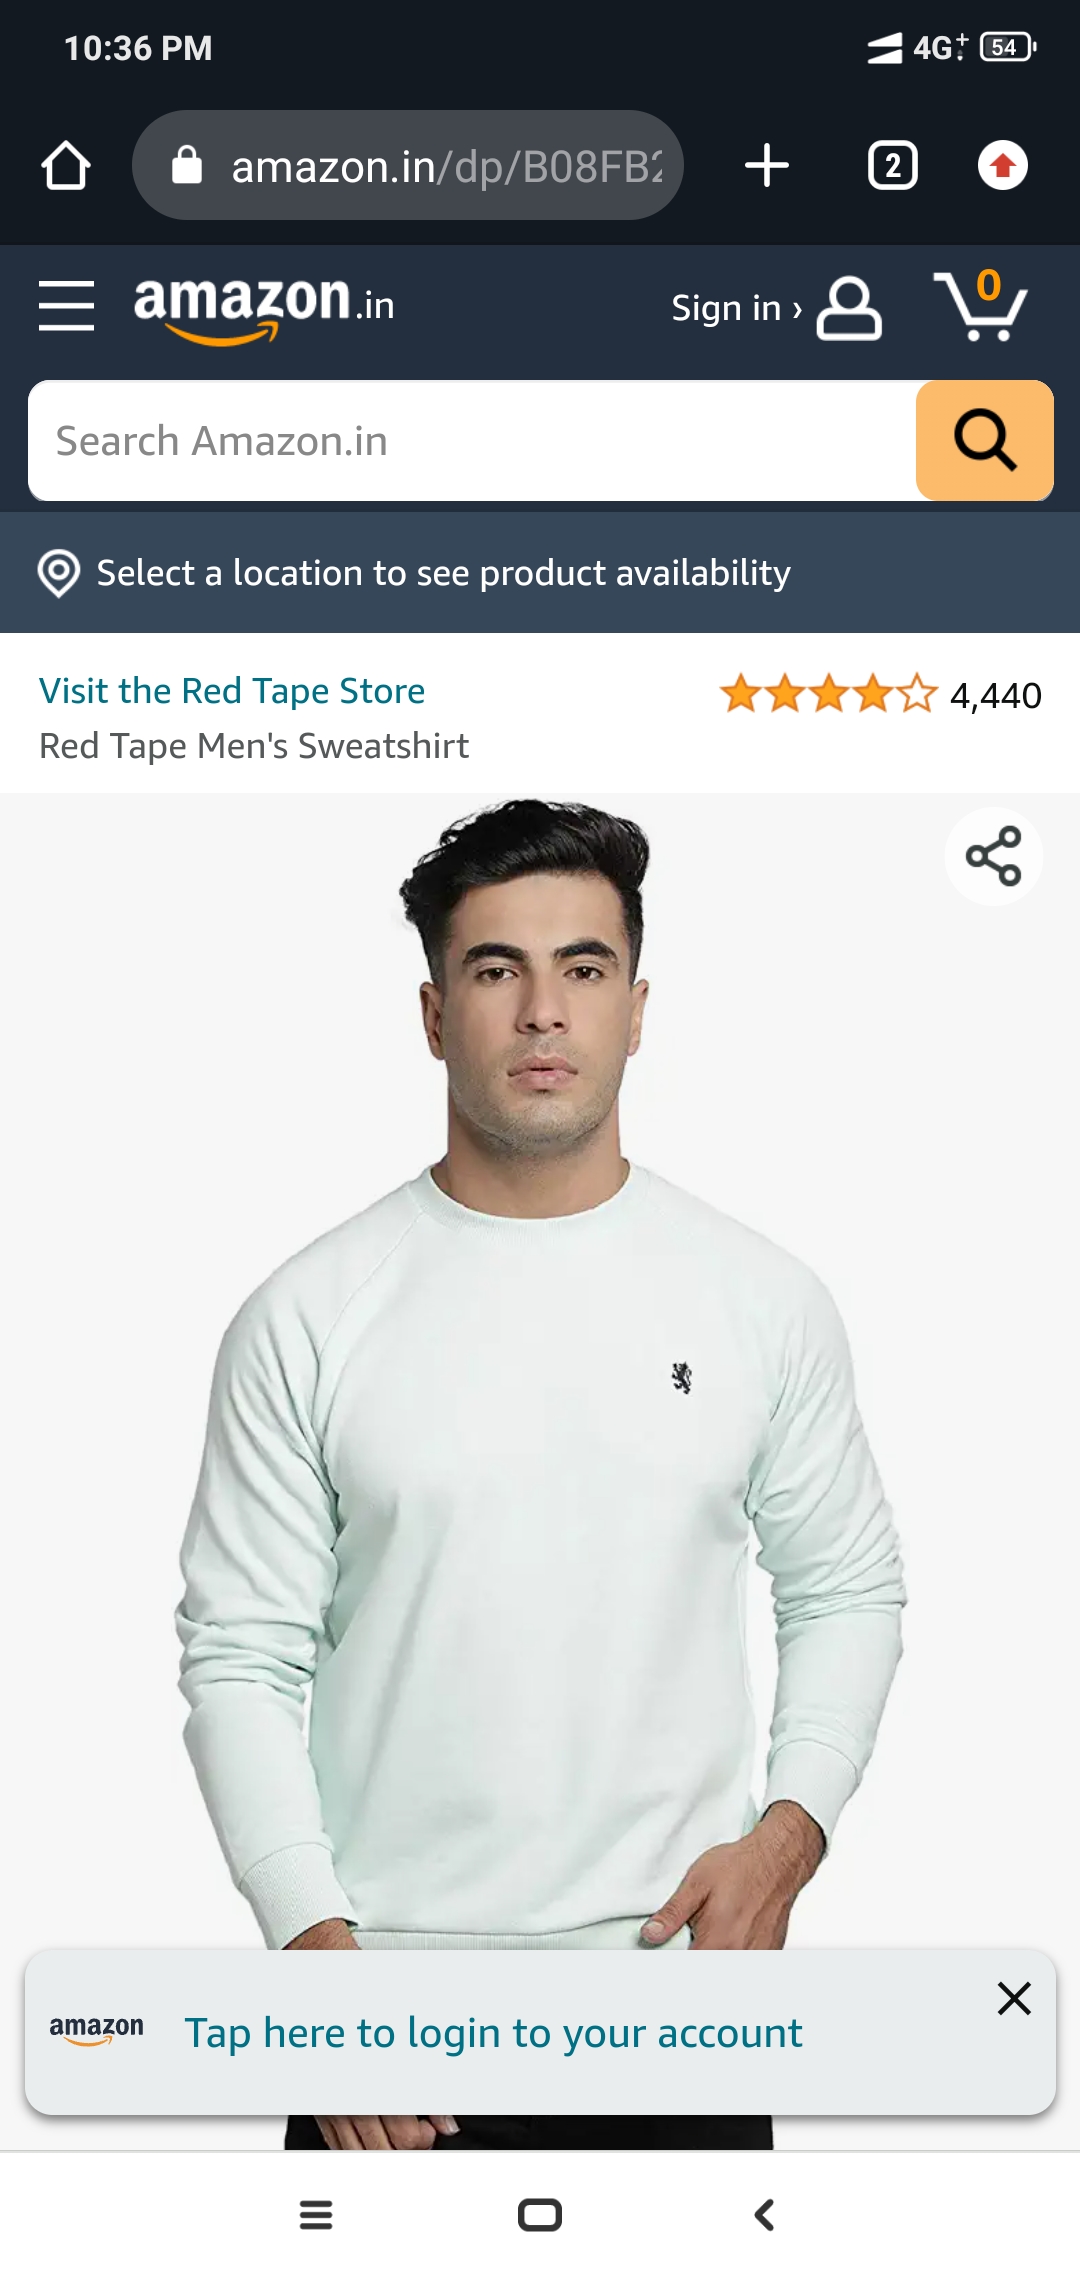 10:36 PM
4G+ 54
amazon.in/dp/B08FB2
2
amazon.in
Sign in ›
0
Search Amazon.in
Select a location to see product availability
Visit the Red Tape Store
4,440
Red Tape Men's Sweatshirt
amazon
Tap here to login to your account